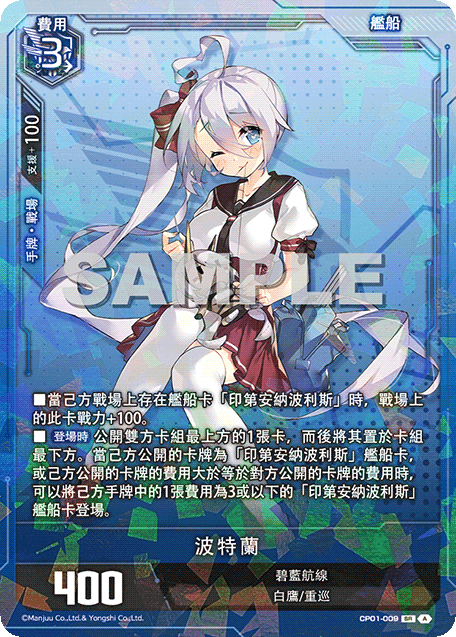 費用
3
艦船
支援+100
手牌・戰場
SAMPLE
■當己方戰場上存在艦船卡「印第安納波利斯」時，戰場上
的此卡戰力+100。
■ 登場時 公開雙方卡組最上方的1張卡，而後將其置於卡組
最下方。當己方公開的卡牌為「印第安納波利斯」艦船卡，
或己方公開的卡牌的費用大於等於對方公開的卡牌的費用時，
可以將己方手牌中的1張費用為3或以下的「印第安納波利斯」
艦船卡登場。
波特蘭
400
碧藍航線
白鷹/重巡
©Manjuu Co.,Ltd.& Yongshi Co.,Ltd.
CP01-009 SR A